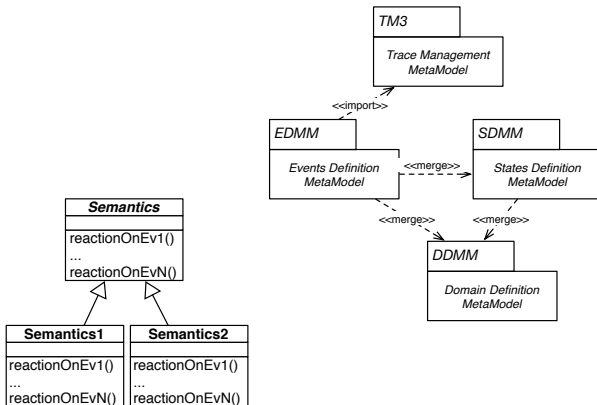 TM3
Trace Management
MetaModel
<<import>>
EDMM
SDMM
Events Definition
MetaModel
<<merge>>
States Definition
MetaModel
<<merge>>
<<merge>>
DDMM
Domain Definition
MetaModel
Semantics
reactionOnEv1()
...
reactionOnEvN()
Semantics1
reactionOnEv1()
...
reactionOnEvN()
Semantics2
reactionOnEv1()
...
reactionOnEvN()